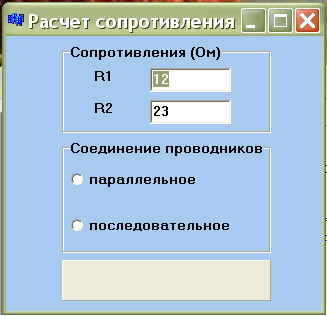 Расчет сопротивления
Сопротивления (Ом)
R1 12
R2 23
Соединение проводников
параллельное
последовательное